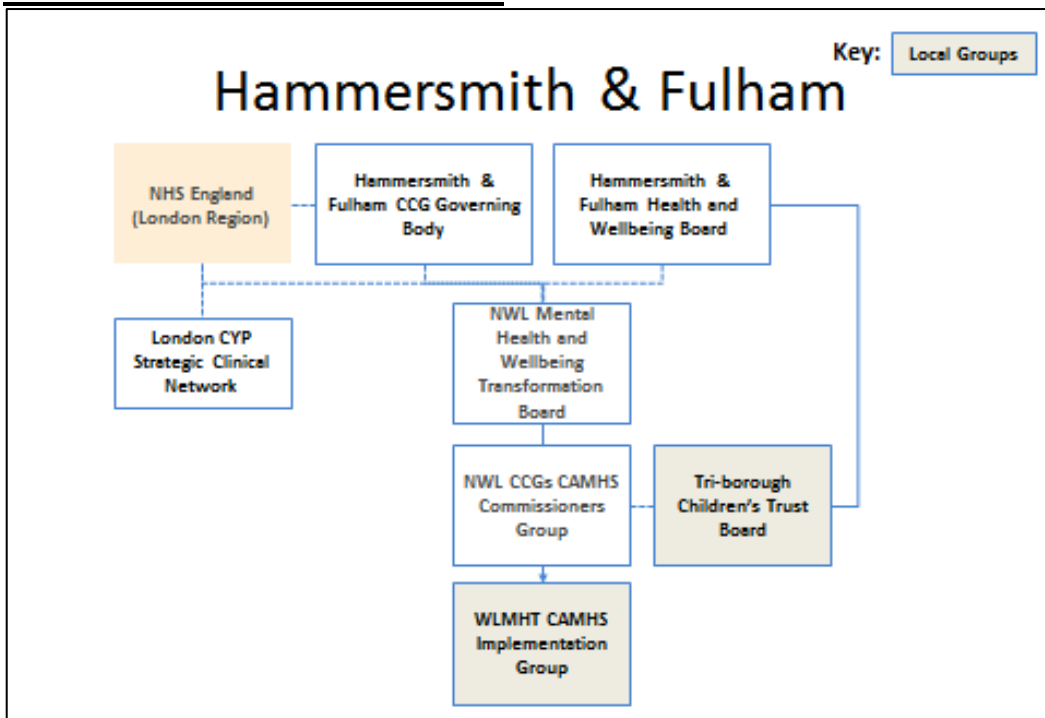 Key: Local Groups
Hammersmith & Fulham
NHS England
(London Region)
Hammersmith &
Fulham CCG Governing
Body
Hammersmith &
Fulham Health and
Wellbeing Board
London CYP
Strategic Clinical
Network
NWL Mental
Health and
Wellbeing
Transformation
Board
NWL CCGs CAMHS
Commissioners
Group
Tri-borough
Children's Trust
Board
WLMHT CAMHS
Implementation
Group